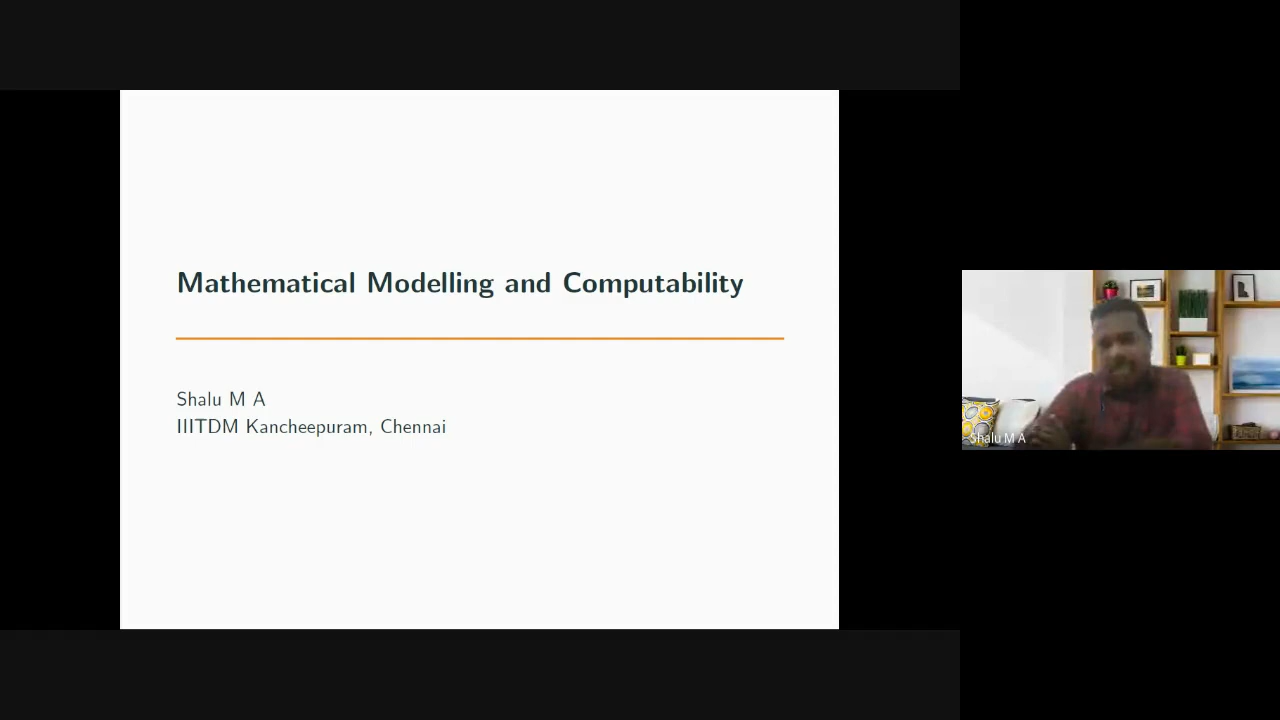 Mathematical Modelling and Computability
Shalu M A
IIITDM Kancheepuram, Chennai
Shalu M A